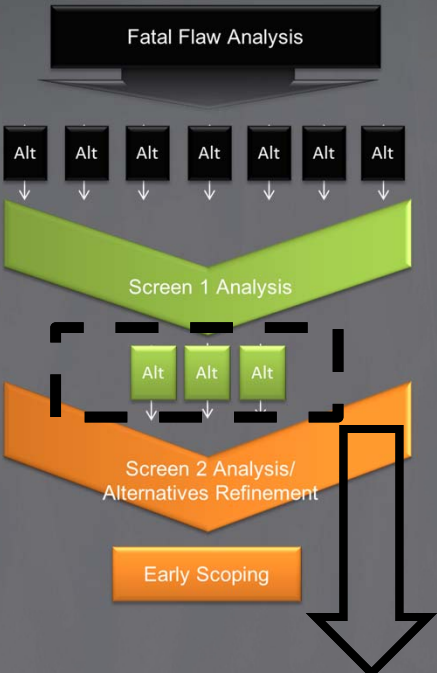 Fatal Flaw Analysis
Alt Alt Alt Alt Alt Alt Alt
Screen 1 Analysis
Alt Alt Alt
Screen 2 Analysis/
Alternatives Refinement
Early Scoping